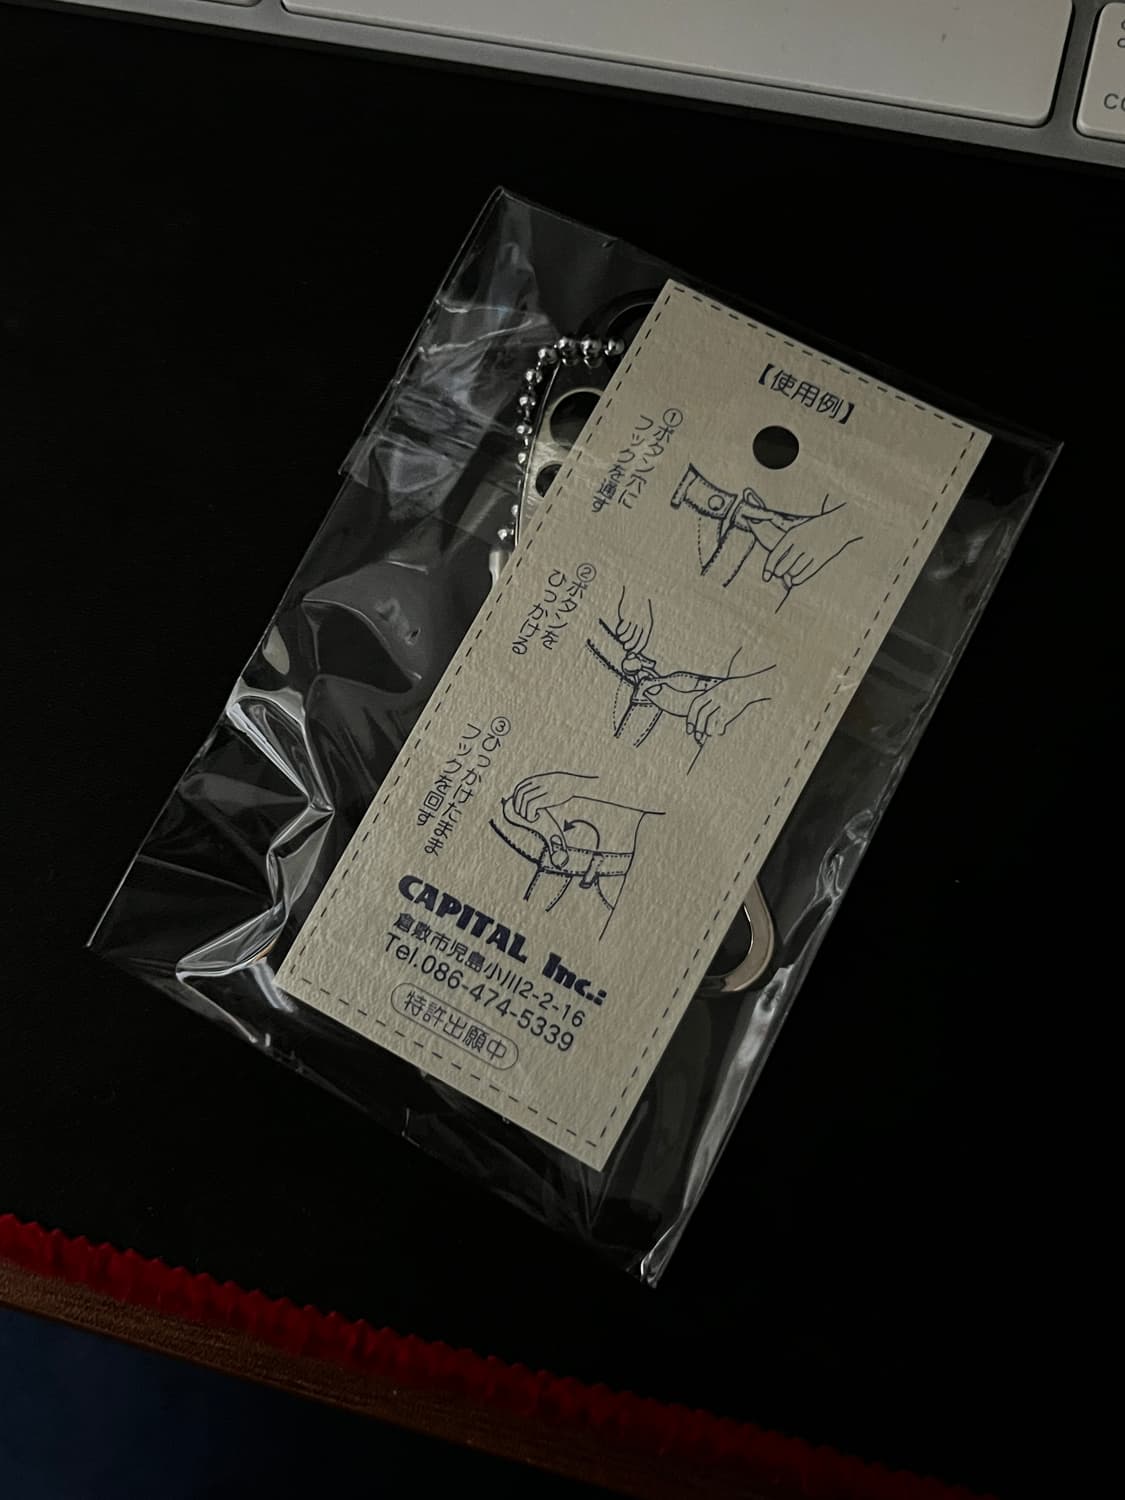 【使用例】
①ボタン穴に
フックを通す
②ボタンを
ひっかける
③ひっかけたまま
フックを回す
CAPITAL Inc.:
倉敷市児島小川2-2-16
Tel.086-474-5339
特許出願中